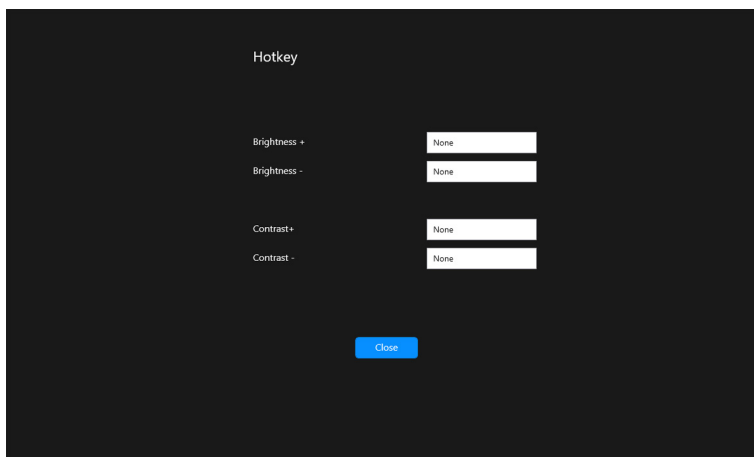 Hotkey
Brightness + None
Brightness - None
Contrast+ None
Contrast - None
Close